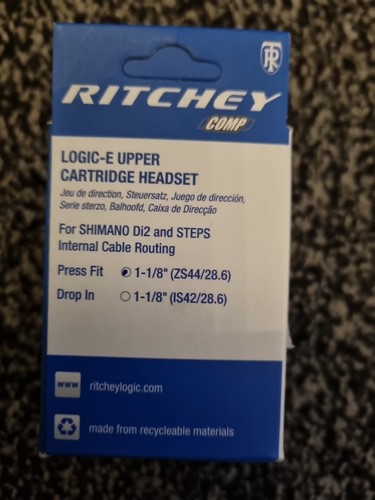 RITCHEY
COMP
LOGIC-E UPPER
CARTRIDGE HEADSET
Jeu de direction, Steuersatz, Juego de dirección,
Serie sterzo, Balhoofd, Caixa de Direcção
For SHIMANO Di2 and STEPS
Internal Cable Routing
Press Fit 1-1/8" (ZS44/28.6)
Drop In 1-1/8" (IS42/28.6)
www ritcheylogic.com
made from recycleable materials